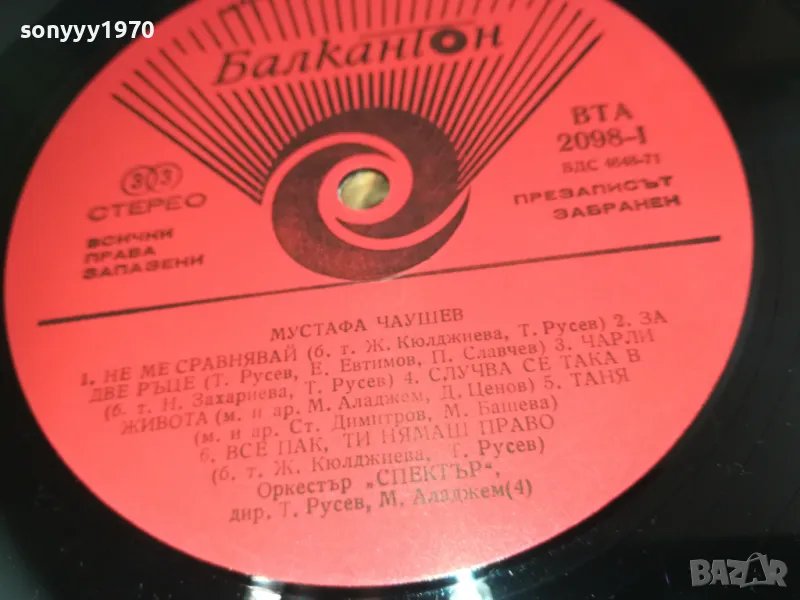 sonyyy1970
Балкантон
ВТА
2098-I
БДС 4648-71
33
СТЕРЕО
ПРЕЗАПИСЪТ
ЗАБРАНЕН
ВСИЧКИ
ПРАВА
ЗАПАЗЕНИ
МУСТАФА ЧАУШЕВ
1. НЕ МЕ СРАВНЯВАЙ (б. т. Ж. Кюлджиева, Т. Русев) 2. ЗА
ДВЕ РЪЦЕ (Т. Русев, Е. Евтимов, П. Славчев) 3. ЧАРЛИ
(б. т. Н. Захариева, Т. Русев) 4. СЛУЧВА СЕ ТАКА В
ЖИВОТА (м. и ар. М. Аладжем, Д. Ценов) 5. ТАНЯ
(м. и ар. Ст. Димитров, М. Башева)
6. ВСЕ ПАК, ТИ НЯМАШ ПРАВО
(б. т. Ж. Кюлджиева, Т. Русев)
Оркестър „СПЕКТЪР“,
дир. Т. Русев, М. Аладжем(4)
BAZAR